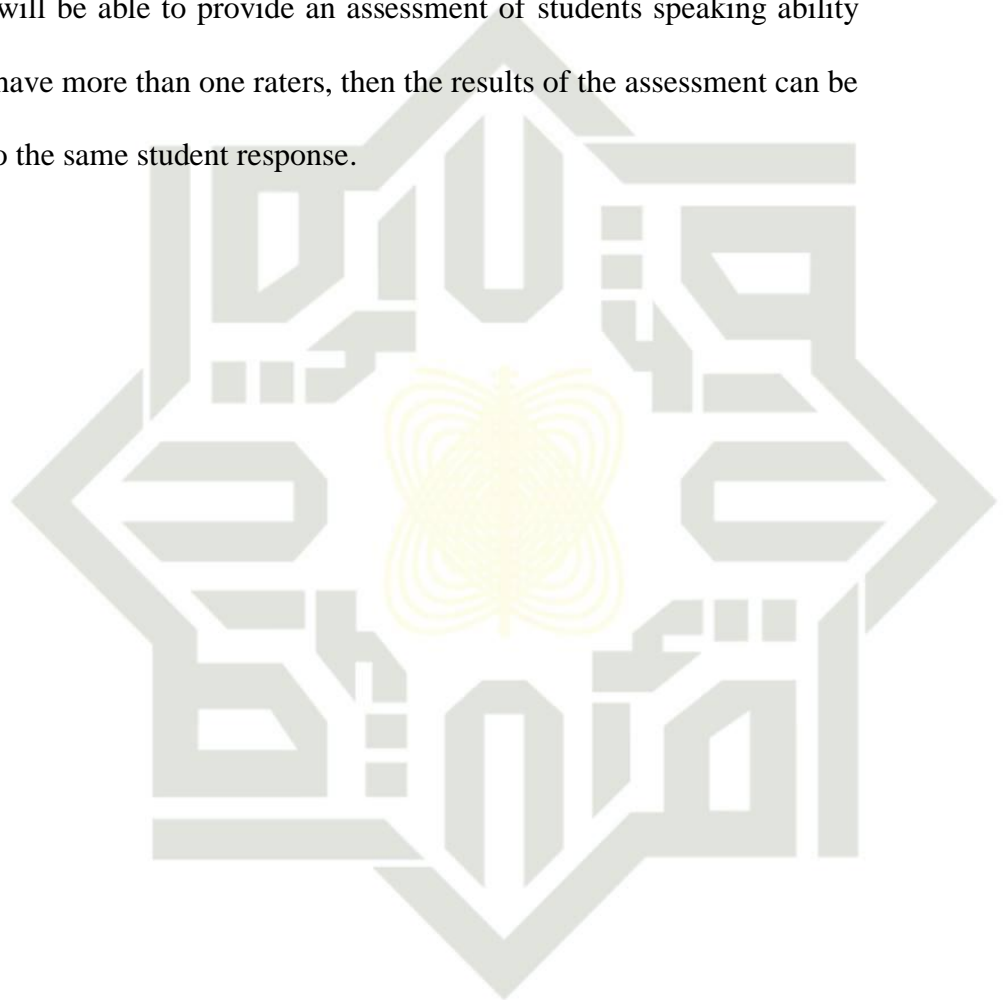 will be able to provide an assessment of students speaking ability
have more than one raters, then the results of the assessment can be
o the same student response.